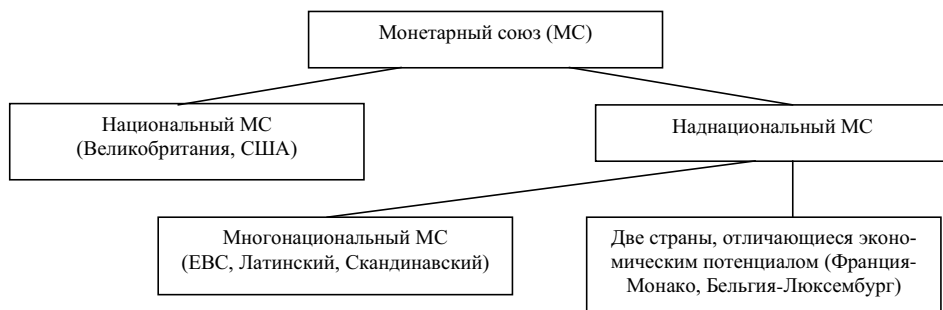 Монетарный союз (МС)
Национальный МС
(Великобритания, США)
Наднациональный МС
Многонациональный МС
(ЕВС, Латинский, Скандинавский)
Две страны, отличающиеся эконо-
мическим потенциалом (Франция-
Монако, Бельгия-Люксембург)